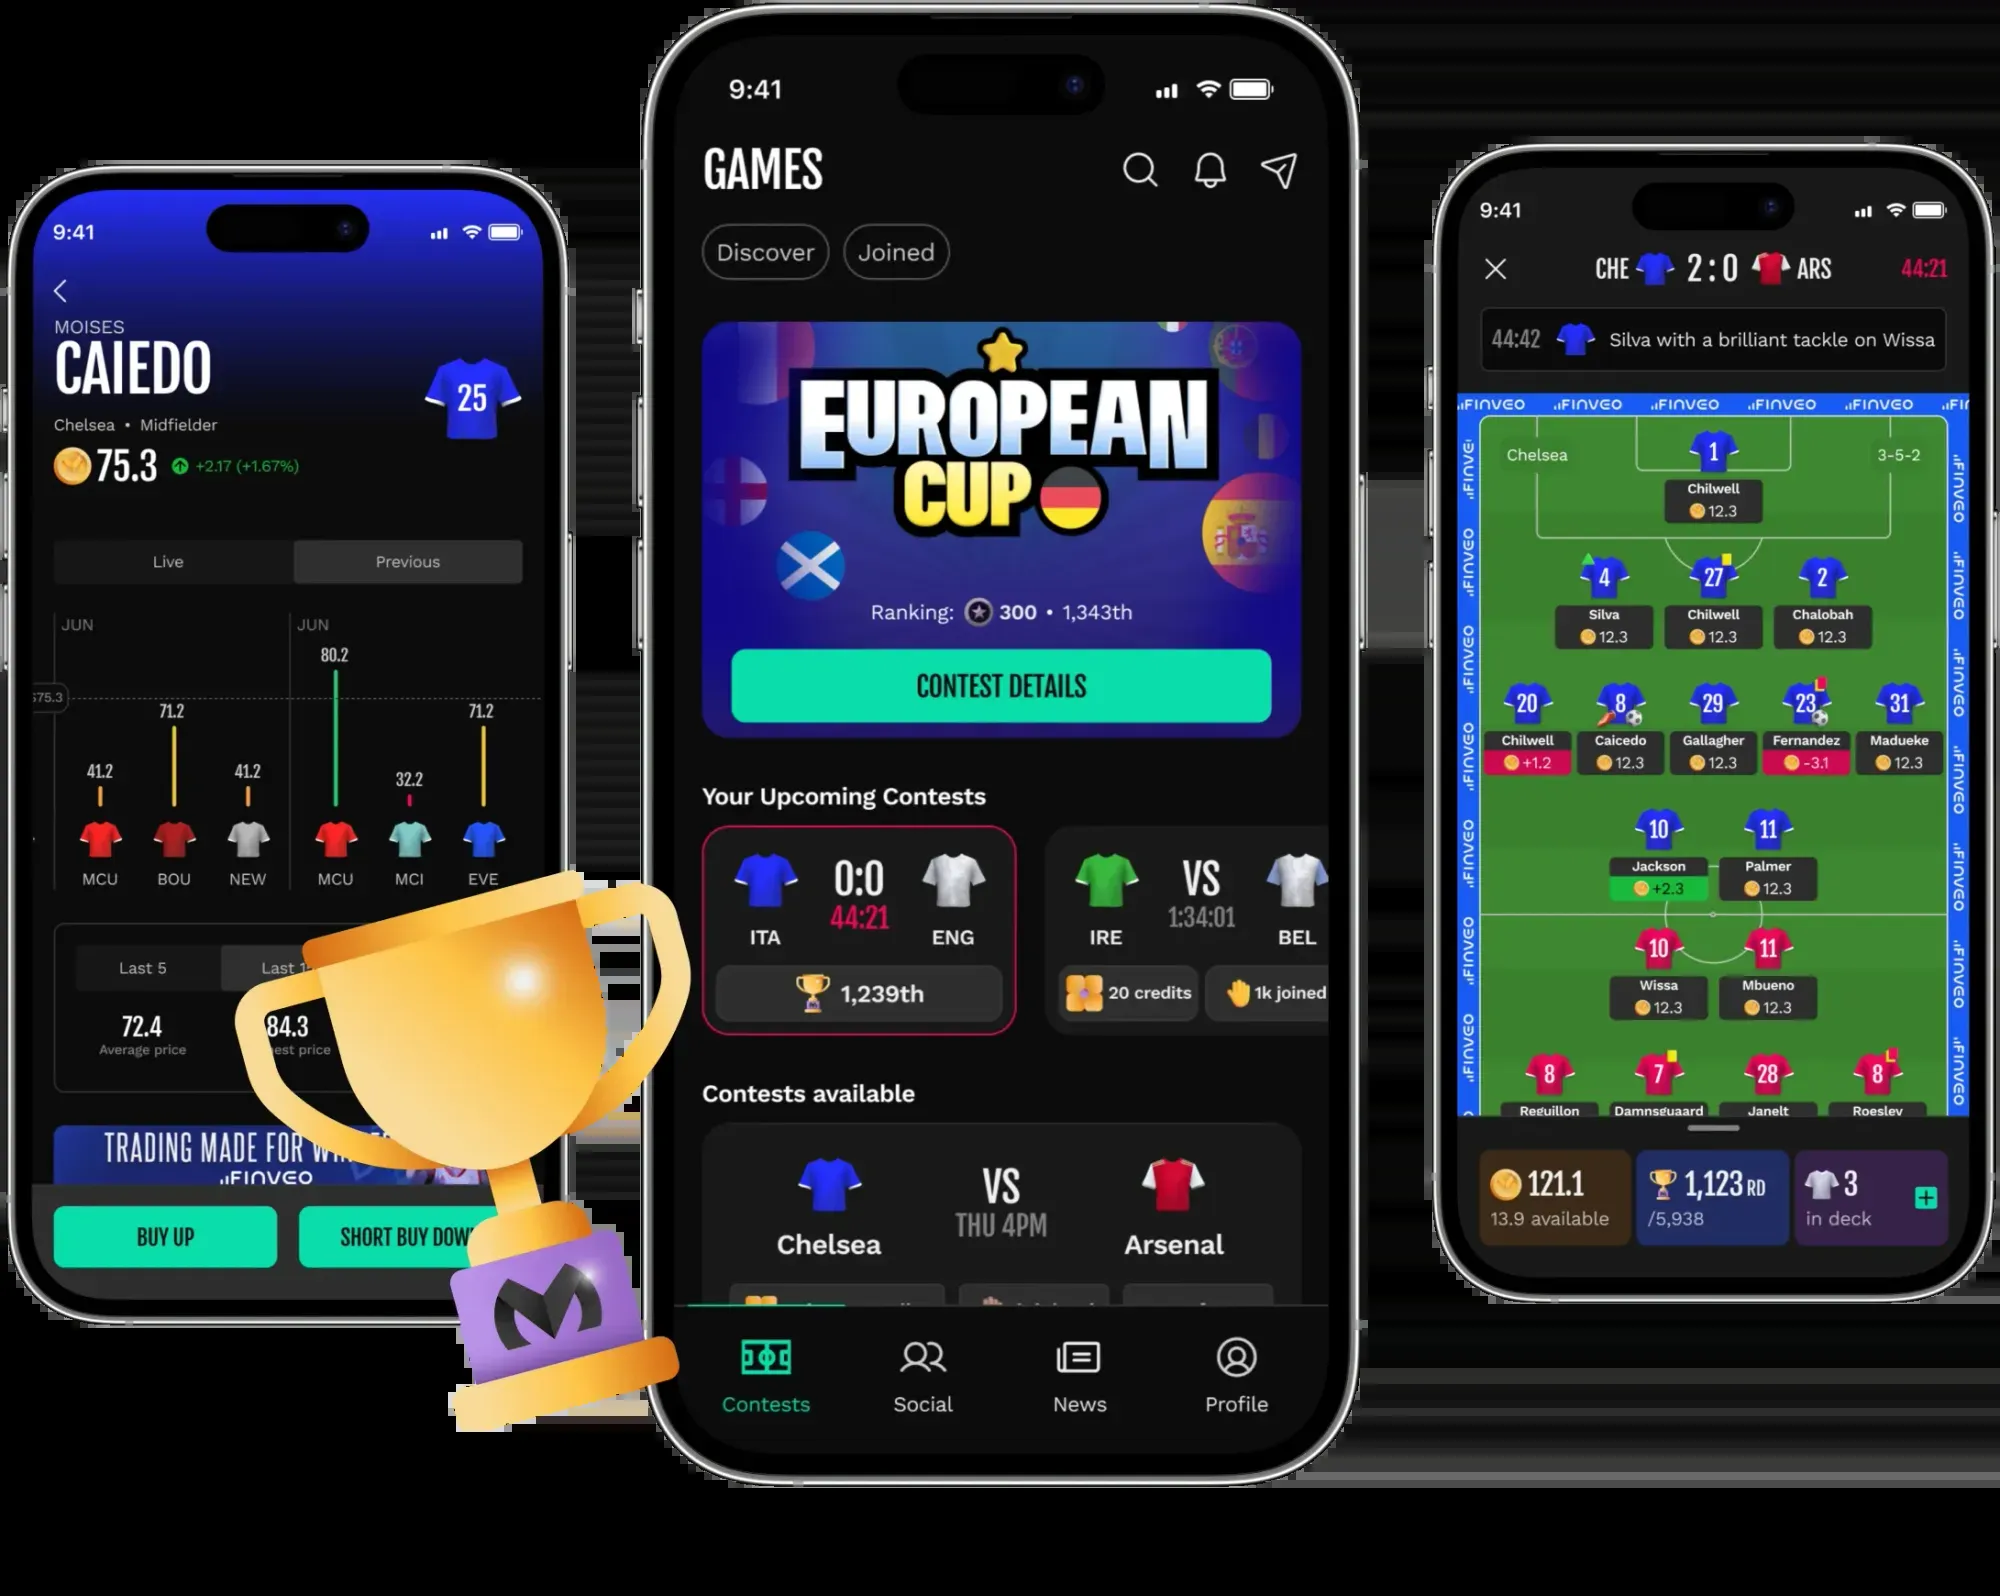 9:41
MOISES
CAIEDO
25
Chelsea • Midfielder
75.3 +2.17 (+1.67%)
Live Previous
JUN JUN
80.2
$75.3
71.2 71.2
41.2 41.2 32.2
MCU BOU NEW MCU MCI EVE
Last 5 Last
72.4 84.3
Average price price
TRADING MADE FOR
FINVEO
BUY UP SHORT BUY
M
9:41
GAMES
Discover Joined
EUROPEAN
CUP
Ranking: 300 • 1,343th
CONTEST DETAILS
Your Upcoming Contests
0:0 VS
44:21 1:34:01
ITA ENG IRE BEL
1,239th 20 credits 1k joined
Contests available
VS
THU 4PM
Chelsea Arsenal
Contests Social News Profile
9:41
CHE 2:0 ARS 44:21
44:42 Silva with a brilliant tackle on Wissa
FINVEO FINVEO FINVEO FINVEO FINVEO
Chelsea 1 3-5-2
Chilwell
12.3
4 27 2
Silva Chilwell Chalobah
12.3 12.3 12.3
20 8 29 23 31
Chilwell Caicedo Gallagher Fernandez Madueke
+1.2 12.3 12.3 -3.1 12.3
10 11
Jackson Palmer
+2.3 12.3
10 11
Wissa Mbueno
12.3 12.3
8 7 28 8
Reguillon Damnsguaard Janelt Roesley
121.1 1,123 RD 3
13.9 available /5,938 in deck